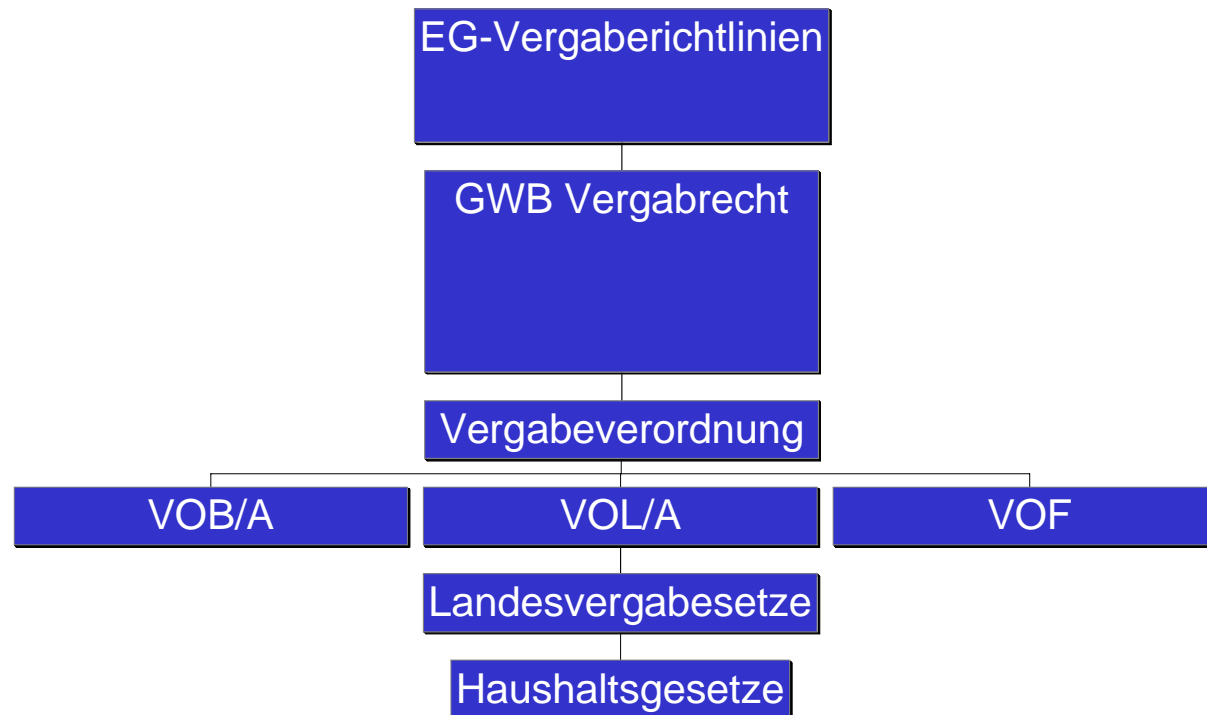 EG-Vergaberichtlinien
GWB Vergabrecht
Vergabeverordnung
VOB/A
VOL/A
VOF
Landesvergabesetze
Haushaltsgesetze